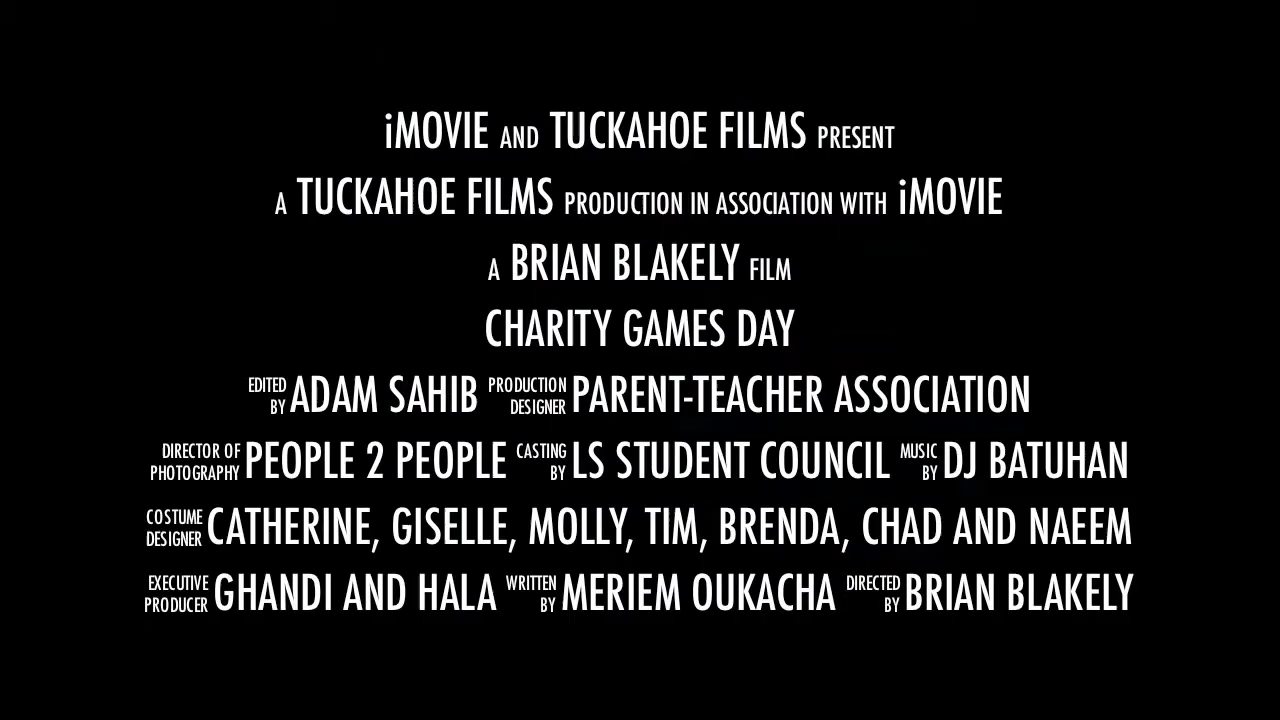 iMOVIE AND TUCKAHOE FILMS PRESENT
A TUCKAHOE FILMS PRODUCTION IN ASSOCIATION WITH iMOVIE
A BRIAN BLAKELY FILM
CHARITY GAMES DAY
EDITED BY ADAM SAHIB PRODUCTION DESIGNER PARENT-TEACHER ASSOCIATION
DIRECTOR OF PHOTOGRAPHY PEOPLE 2 PEOPLE CASTING BY LS STUDENT COUNCIL MUSIC BY DJ BATUHAN
COSTUME DESIGNER CATHERINE, GISELLE, MOLLY, TIM, BRENDA, CHAD AND NAEEM
EXECUTIVE PRODUCER GHANDI AND HALA WRITTEN BY MERIEM OUKACHA DIRECTED BY BRIAN BLAKELY